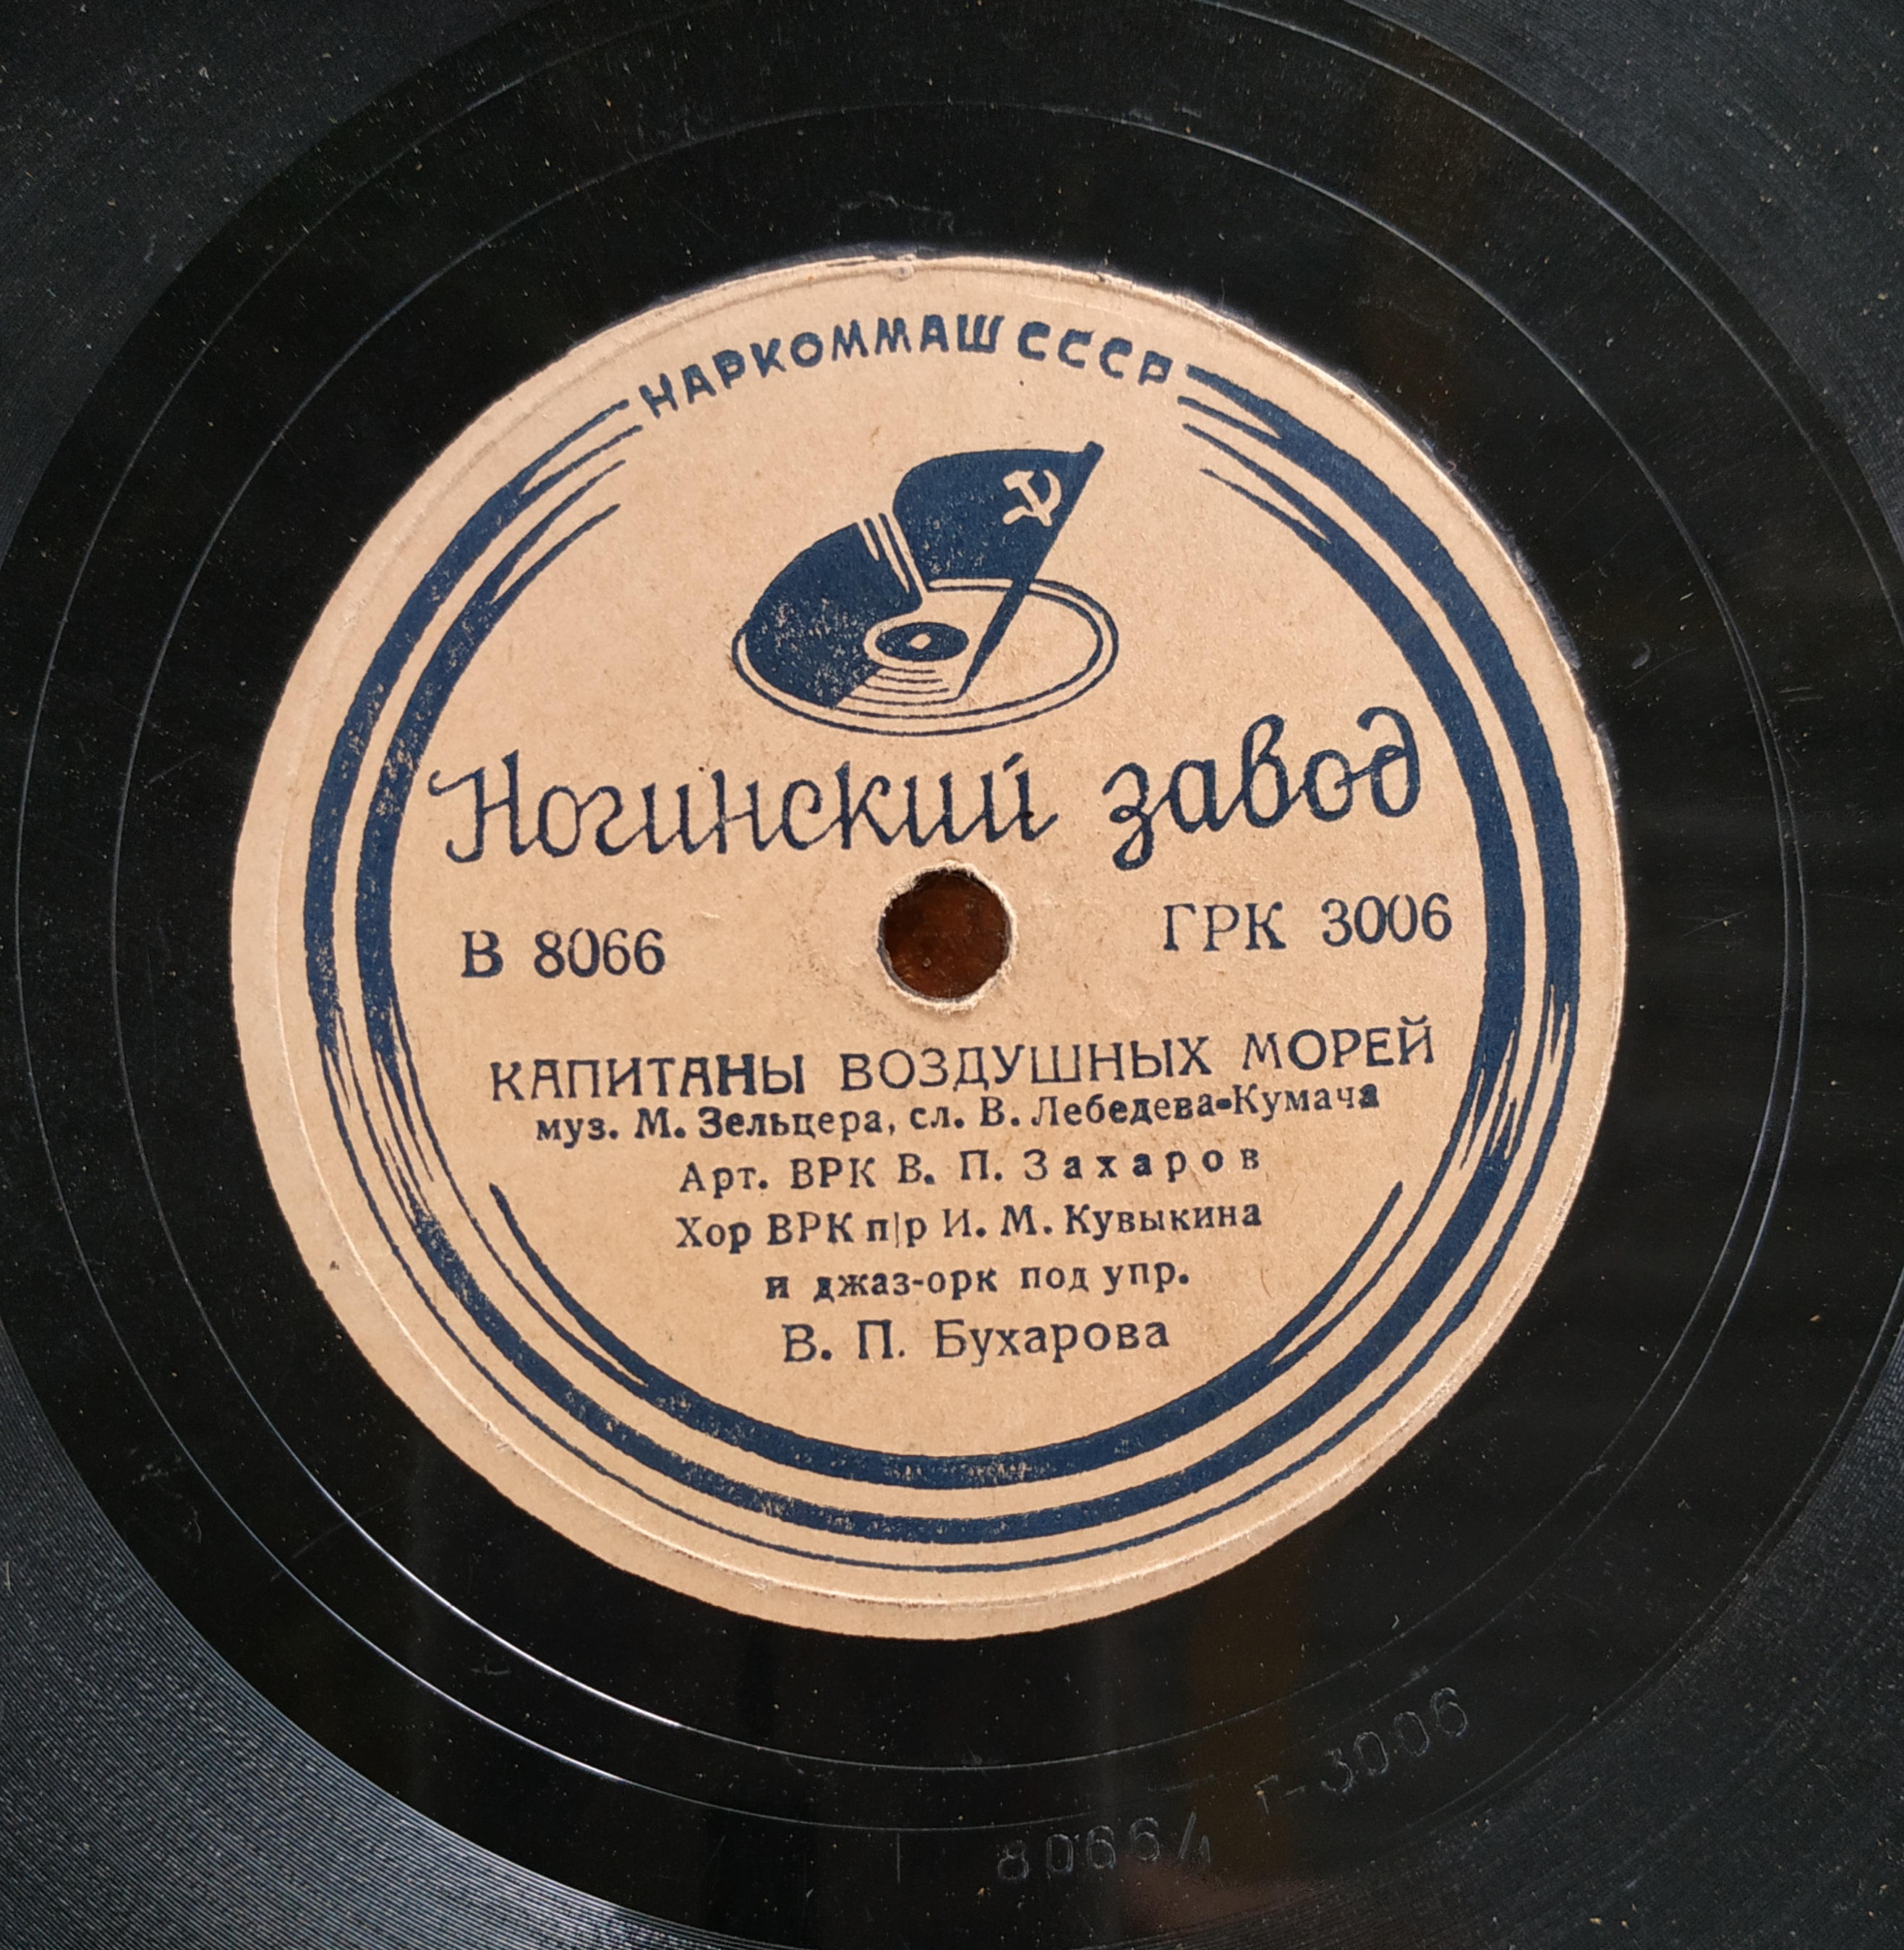 НАРКОММАШ СССР
Ногинский завод
В 8066 ГРК 3006
КАПИТАНЫ ВОЗДУШНЫХ МОРЕЙ
муз. М. Зельцера, сл. В. Лебедева-Кумача
Арт. ВРК В. П. Захаров
Хор ВРК п|р И. М. Кувыкина
и джаз-орк под упр.
В. П. Бухарова
Г-3006